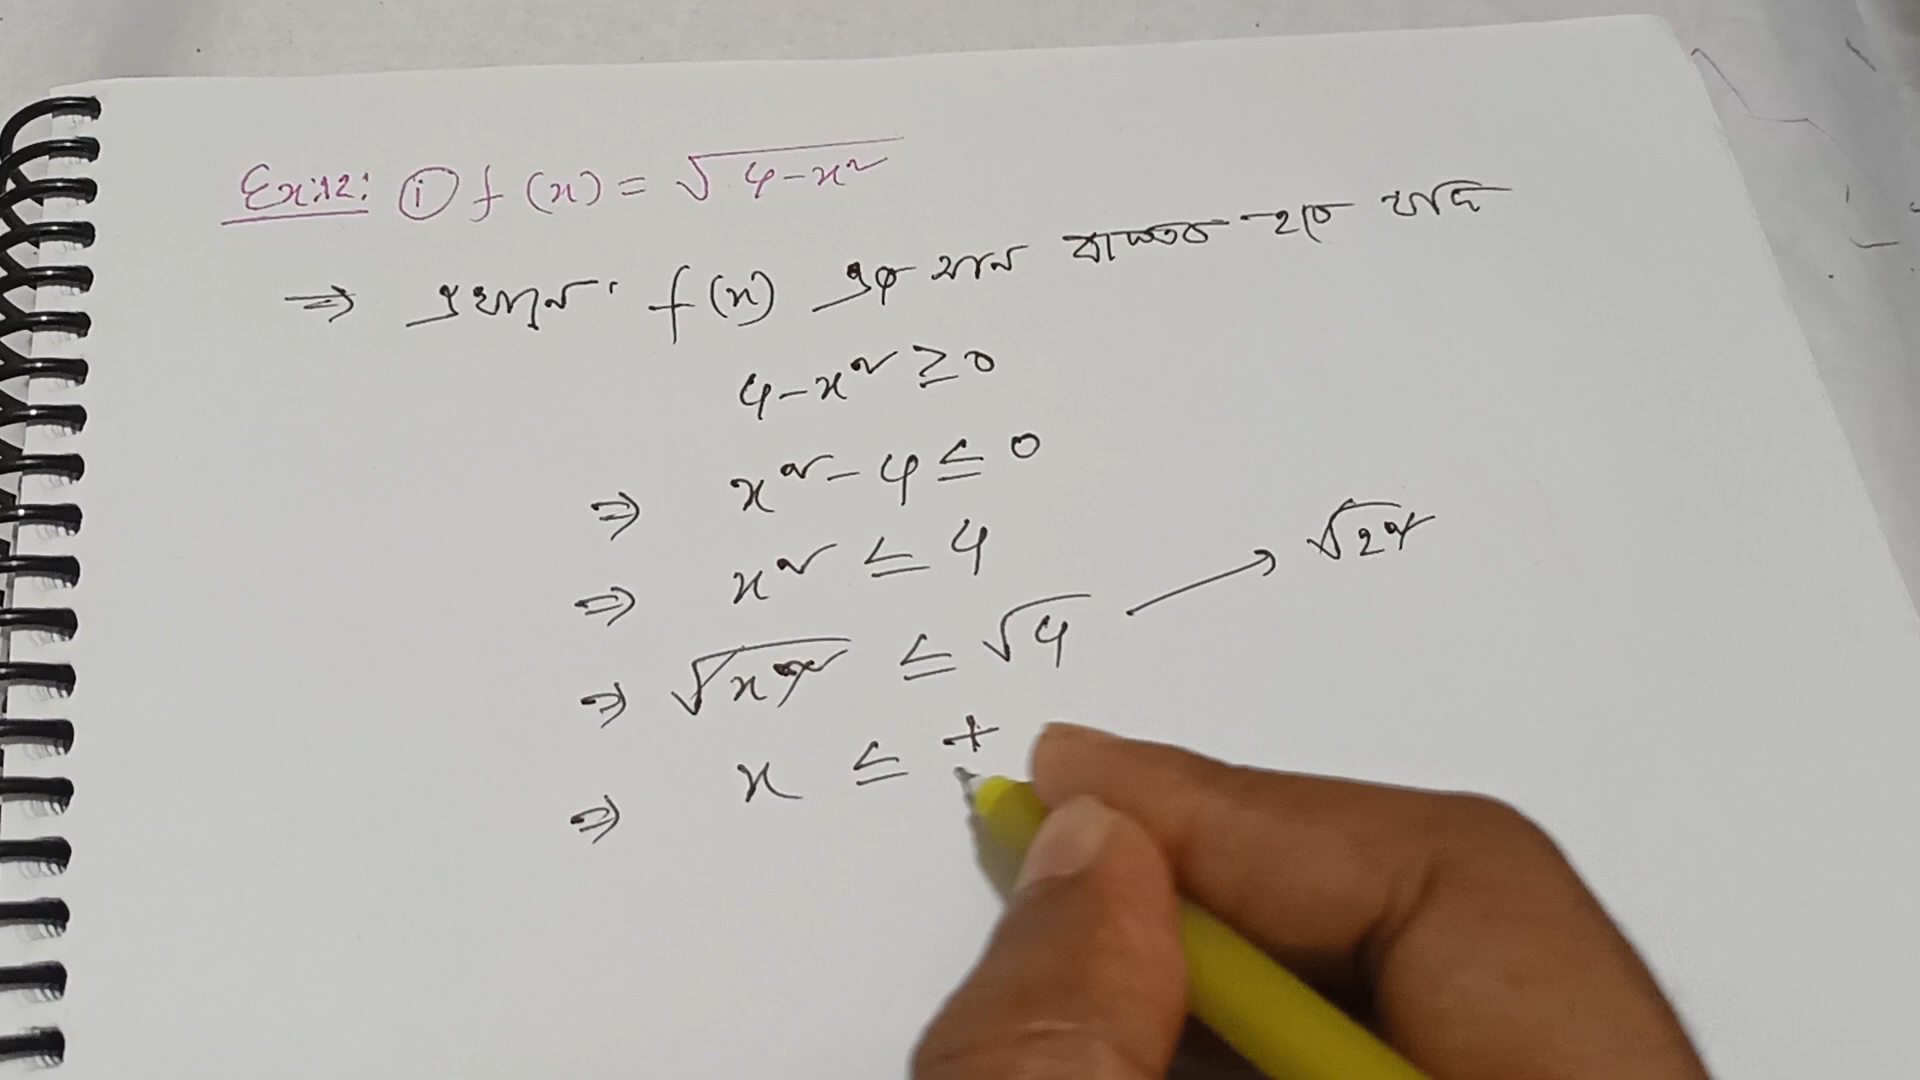 Ex:12: ⓘ f(x) = √(4-x²)
⇒ এখানে, f(x) এর মান বাস্তব হবে যদি
4-x² ≥ 0
⇒ x² - 4 ≤ 0
⇒ x² ≤ 4
⇒ √x² ≤ √4 → √2²
⇒ x ≤ +